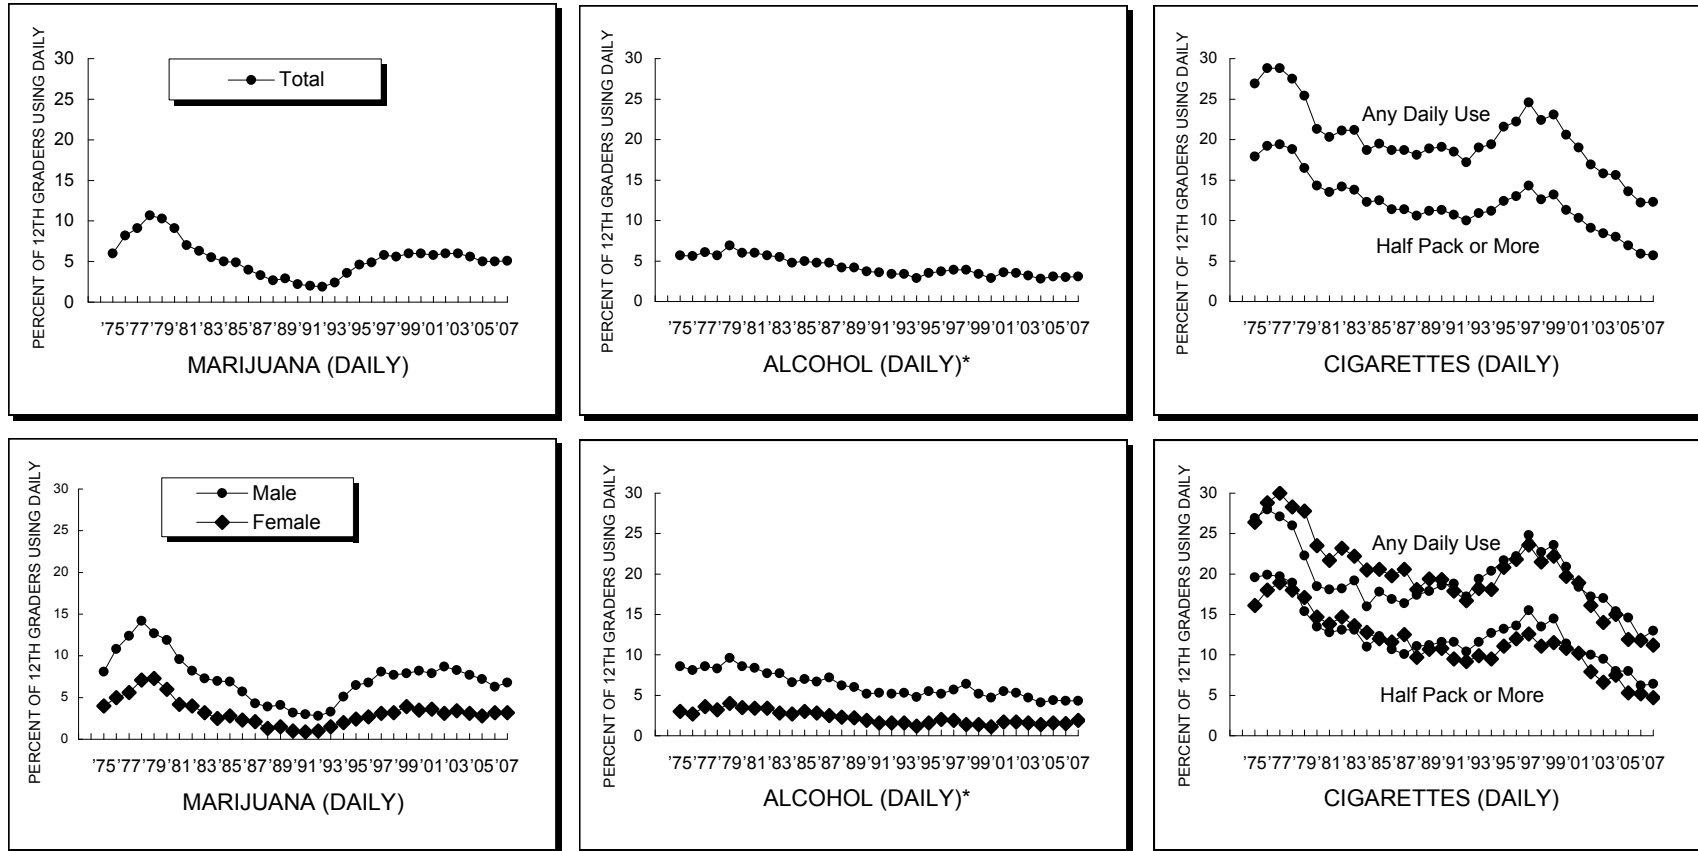 PERCENT OF 12TH GRADERS USING DAILY
30
25
20
15
10
5
0
Total
’75’77’79’81’83’85’87’89’91’93’95’97’99’01’03’05’07
MARIJUANA (DAILY)
PERCENT OF 12TH GRADERS USING DAILY
30
25
20
15
10
5
0
’75’77’79’81’83’85’87’89’91’93’95’97’99’01’03’05’07
ALCOHOL (DAILY)*
PERCENT OF 12TH GRADERS USING DAILY
30
25
20
15
10
5
0
Any Daily Use
Half Pack or More
’75’77’79’81’83’85’87’89’91’93’95’97’99’01’03’05’07
CIGARETTES (DAILY)
PERCENT OF 12TH GRADERS USING DAILY
30
25
20
15
10
5
0
Male
Female
’75’77’79’81’83’85’87’89’91’93’95’97’99’01’03’05’07
MARIJUANA (DAILY)
PERCENT OF 12TH GRADERS USING DAILY
30
25
20
15
10
5
0
’75’77’79’81’83’85’87’89’91’93’95’97’99’01’03’05’07
ALCOHOL (DAILY)*
PERCENT OF 12TH GRADERS USING DAILY
30
25
20
15
10
5
0
Any Daily Use
Half Pack or More
’75’77’79’81’83’85’87’89’91’93’95’97’99’01’03’05’07
CIGARETTES (DAILY)